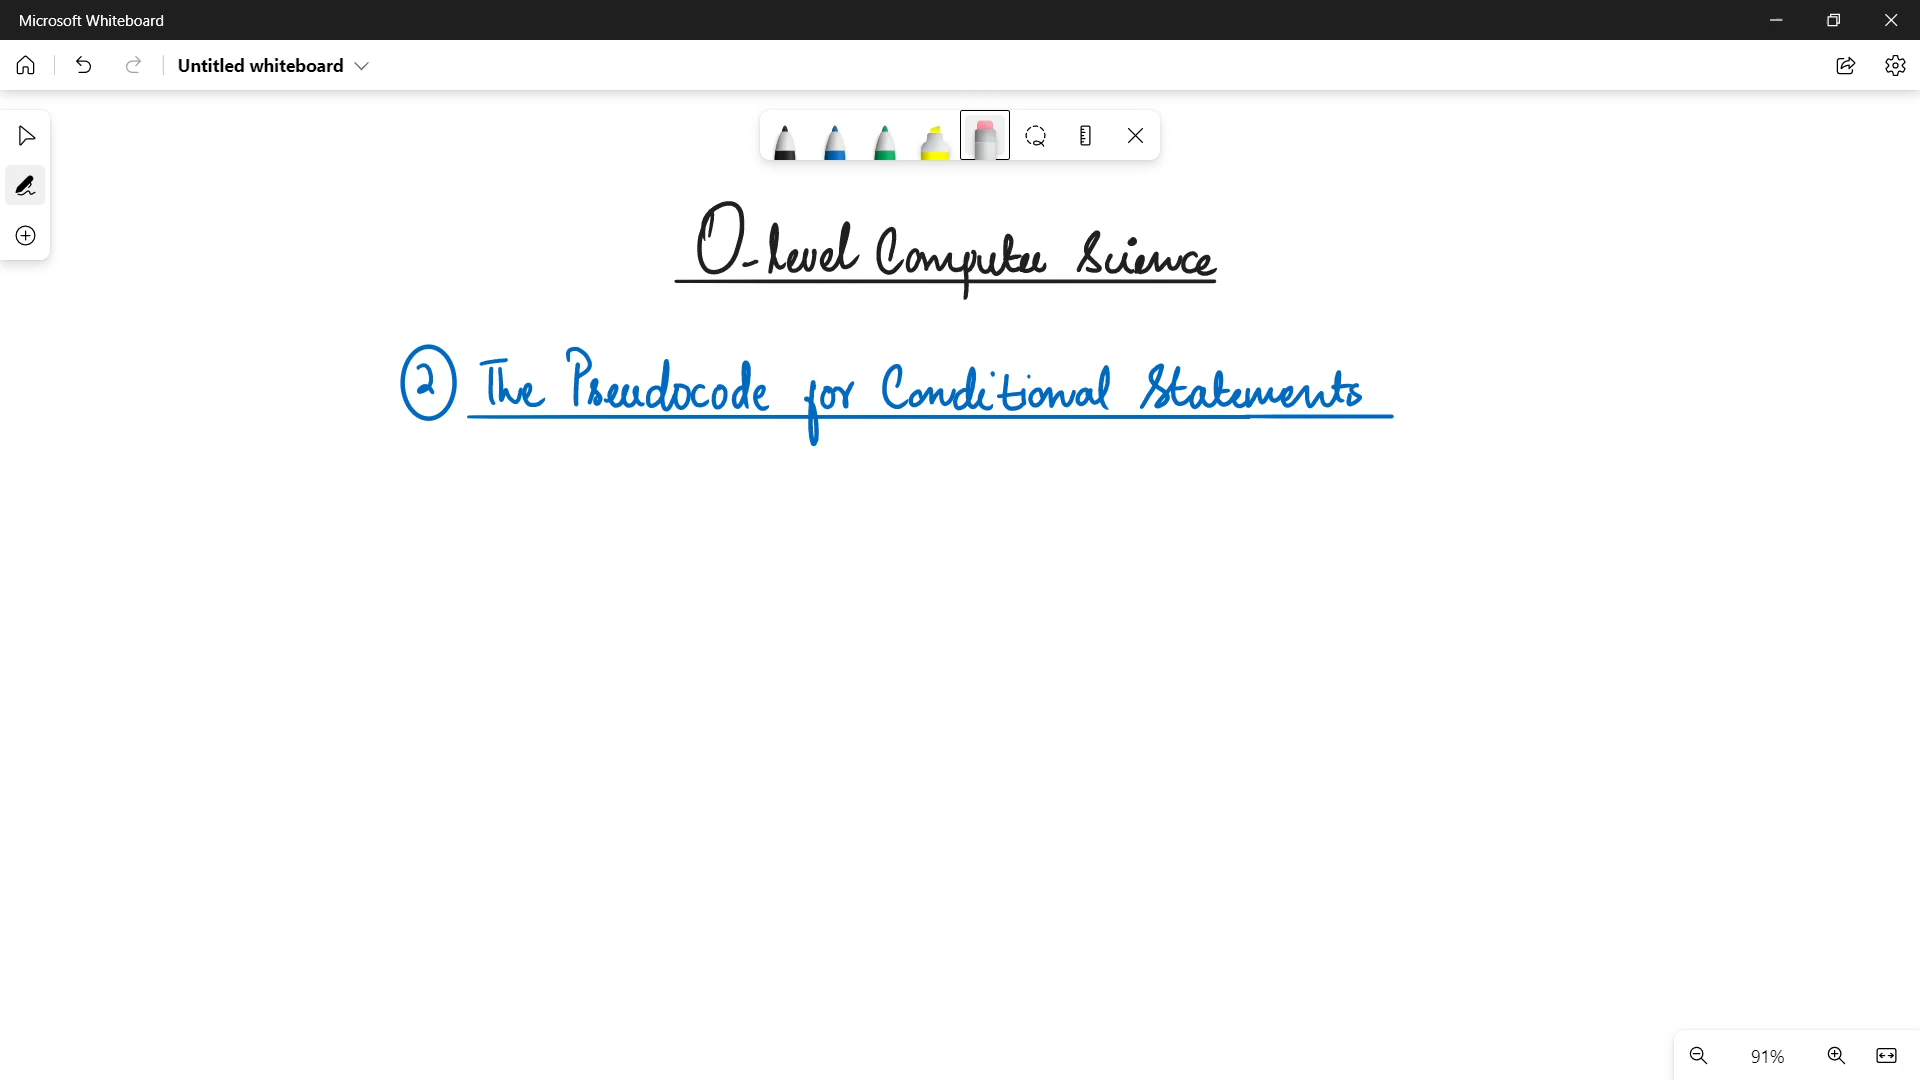 Microsoft Whiteboard
Untitled whiteboard
O-Level Computer Science
2 The Pseudocode for Conditional Statements
91%